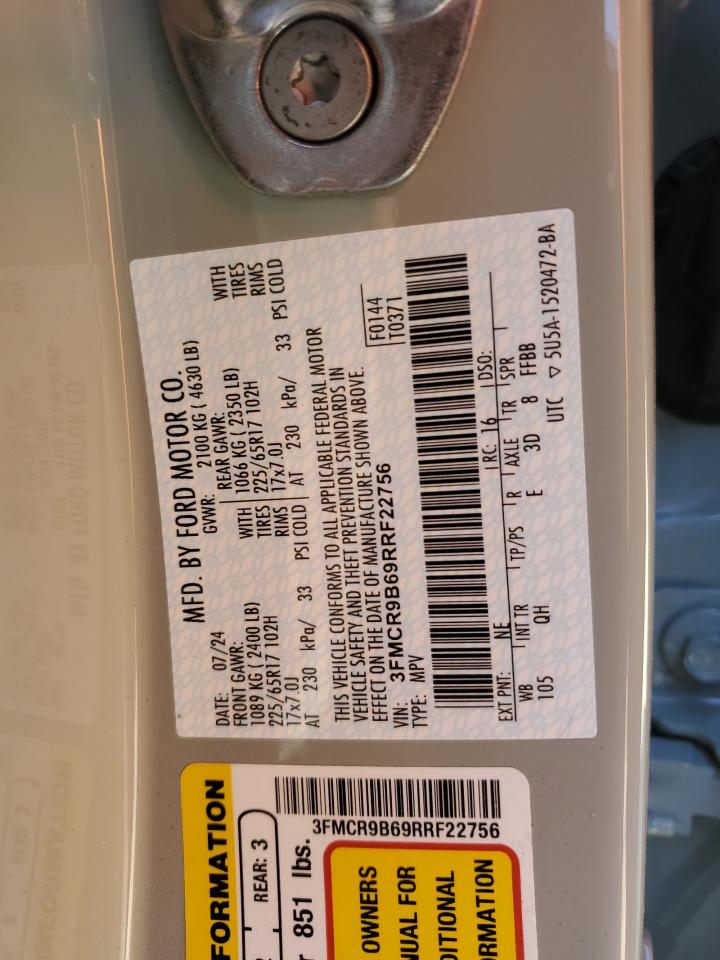 MFD. BY FORD MOTOR CO.
DATE: 07/24 GVWR: 2100 KG ( 4630 LB)
FRONT GAWR: REAR GAWR:
1089 KG ( 2400 LB) WITH 1066 KG ( 2350 LB) WITH
225/65R17 102H TIRES 225/65R17 102H TIRES
17x7.0J RIMS 17x7.0J RIMS
AT 230 kPa/ 33 PSI COLD AT 230 kPa/ 33 PSI COLD
THIS VEHICLE CONFORMS TO ALL APPLICABLE FEDERAL MOTOR
VEHICLE SAFETY AND THEFT PREVENTION STANDARDS IN
EFFECT ON THE DATE OF MANUFACTURE SHOWN ABOVE.
VIN: 3FMCR9B69RRF22756 F0144
TYPE: MPV T0371
EXT PNT: NE RC: 16 DSO:
WB INT TR TP/PS R AXLE TR SPR
105 QH E 3D 8 FFBB
UTC ▽ 5U5A-1520472-BA
FORMATION
REAR: 3
851 lbs.
3FMCR9B69RRF22756
OWNERS
NUAL FOR
DITIONAL
RMATION